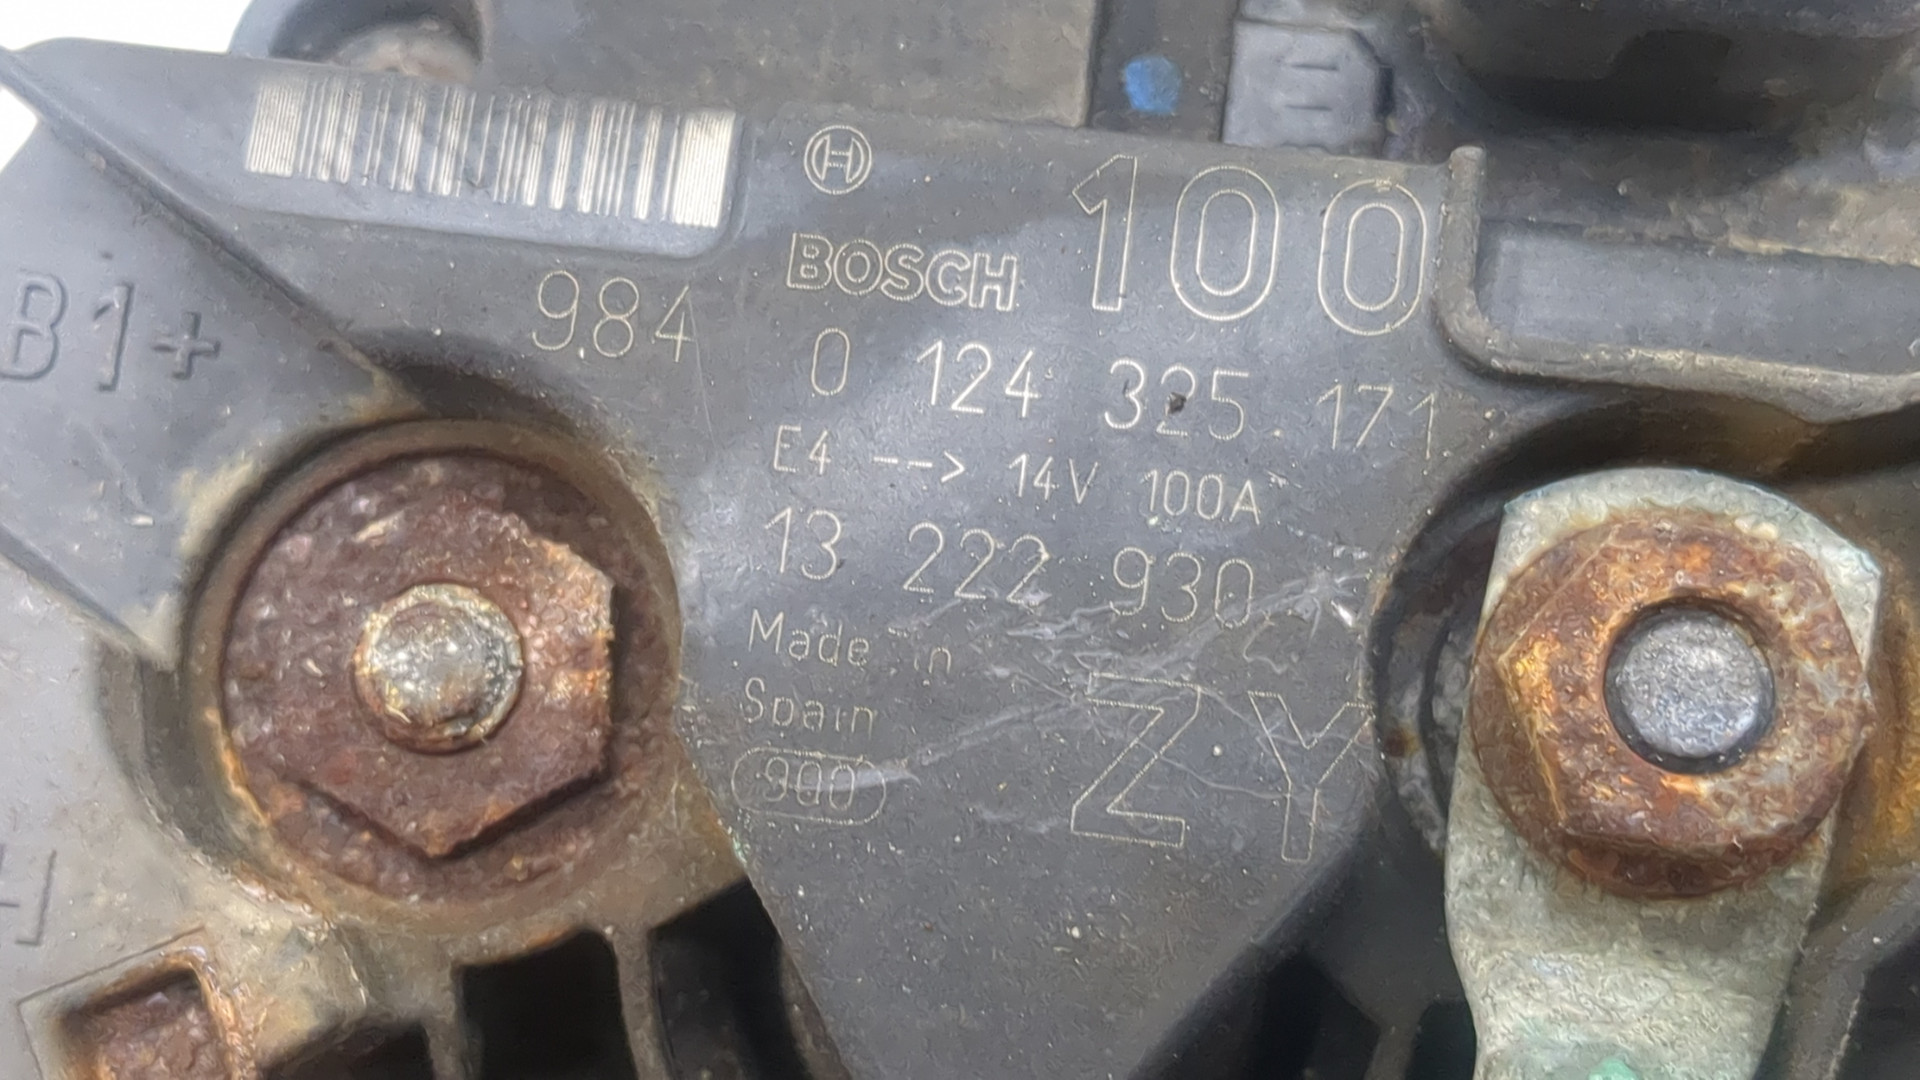 BOSCH 100
984
0 124 325 171
B1+
E4 --> 14V 100A
13 222 930
Made in
Spain
900
ZY
H